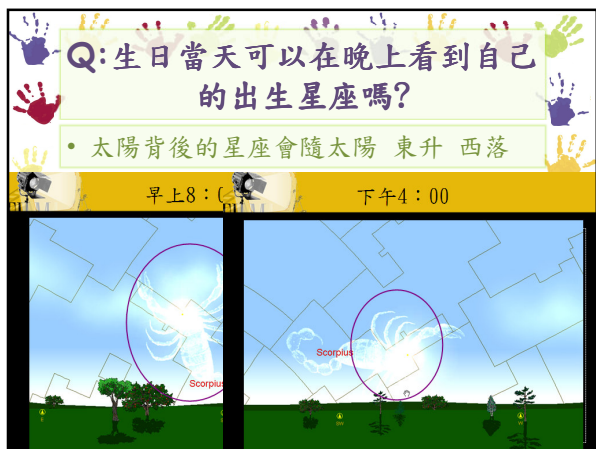 Q:生日當天可以在晚上看到自己
的出生星座嗎?
• 太陽背後的星座會隨太陽 東升 西落
早上8：0
下午4：00
Scorpius
Scorpius
SW
W